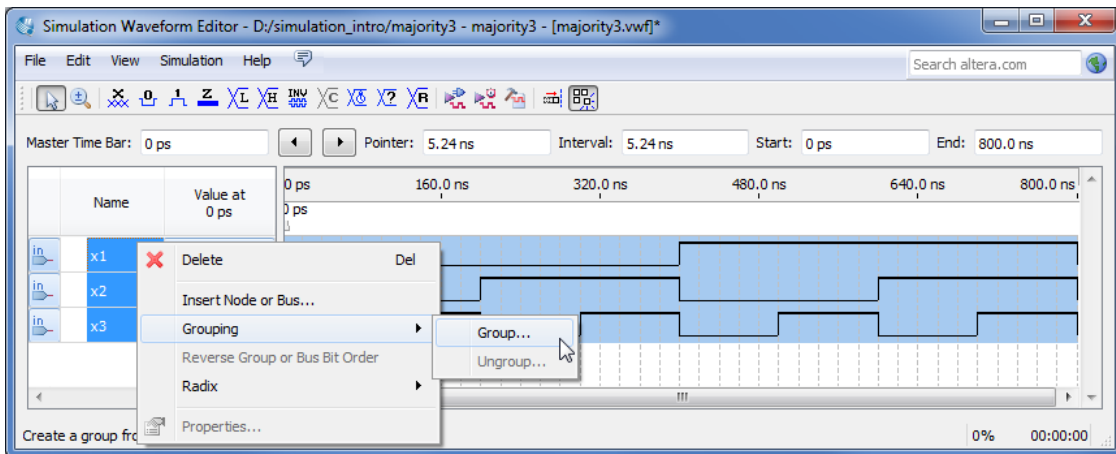 Simulation Waveform Editor - D:/simulation_intro/majority3 - majority3 - [majority3.vwf]*
File Edit View Simulation Help Search altera.com
Master Time Bar: 0 ps Pointer: 5.24 ns Interval: 5.24 ns Start: 0 ps End: 800.0 ns
Name Value at 0 ps
0 ps 160.0 ns 320.0 ns 480.0 ns 640.0 ns 800.0 ns
0 ps
in x1
in x2
in x3
Delete Del
Insert Node or Bus...
Grouping
Reverse Group or Bus Bit Order
Radix
Properties...
Group...
Ungroup...
Create a group fro
0% 00:00:00